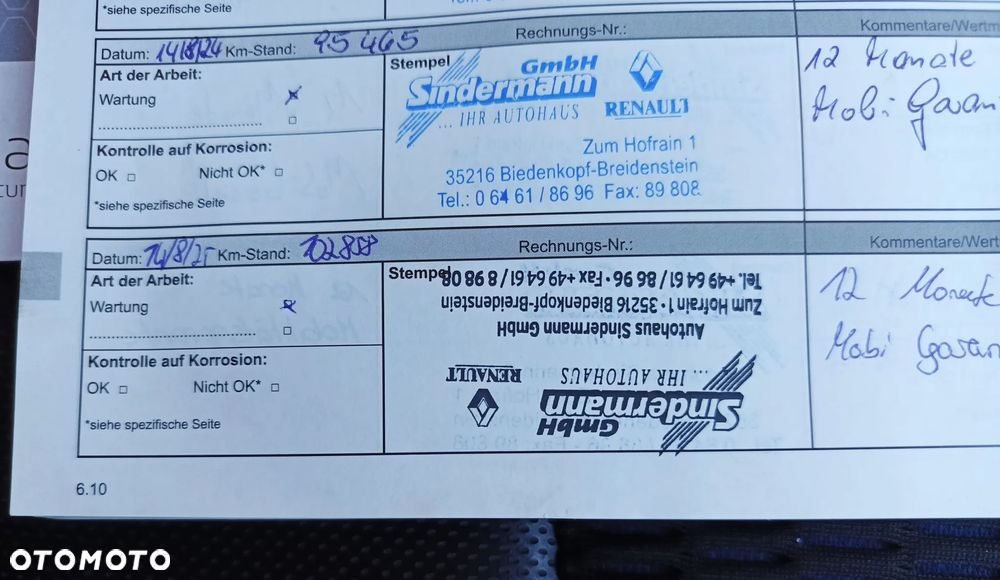 *siehe spezifische Seite
Rechnungs-Nr.:
Kommentare/Wertm
Datum: 14/8/24 Km-Stand: 95 465
Art der Arbeit:
Wartung
Kontrolle auf Korrosion:
OK Nicht OK*
*siehe spezifische Seite
Stempel
GmbH
Sindermann
... IHR AUTOHAUS
RENAULT
Zum Hofrain 1
35216 Biedenkopf-Breidenstein
Tel.: 0 64 61 / 86 96 Fax: 89 808
12 Monate
Mobi Garan
Rechnungs-Nr.:
Kommentare/Wert
Datum: 14/8/25 Km-Stand: 102808
Art der Arbeit:
Wartung
Kontrolle auf Korrosion:
OK Nicht OK*
*siehe spezifische Seite
Stempel
GmbH
Sindermann
... IHR AUTOHAUS
RENAULT
Autohaus Sindermann GmbH
Zum Hofrain 1 • 35216 Biedenkopf-Breidenstein
Tel. +49 64 61 / 86 96 • Fax +49 64 61 / 8 98 08
12 Monate
Mobi Garan
6.10
OTOMOTO